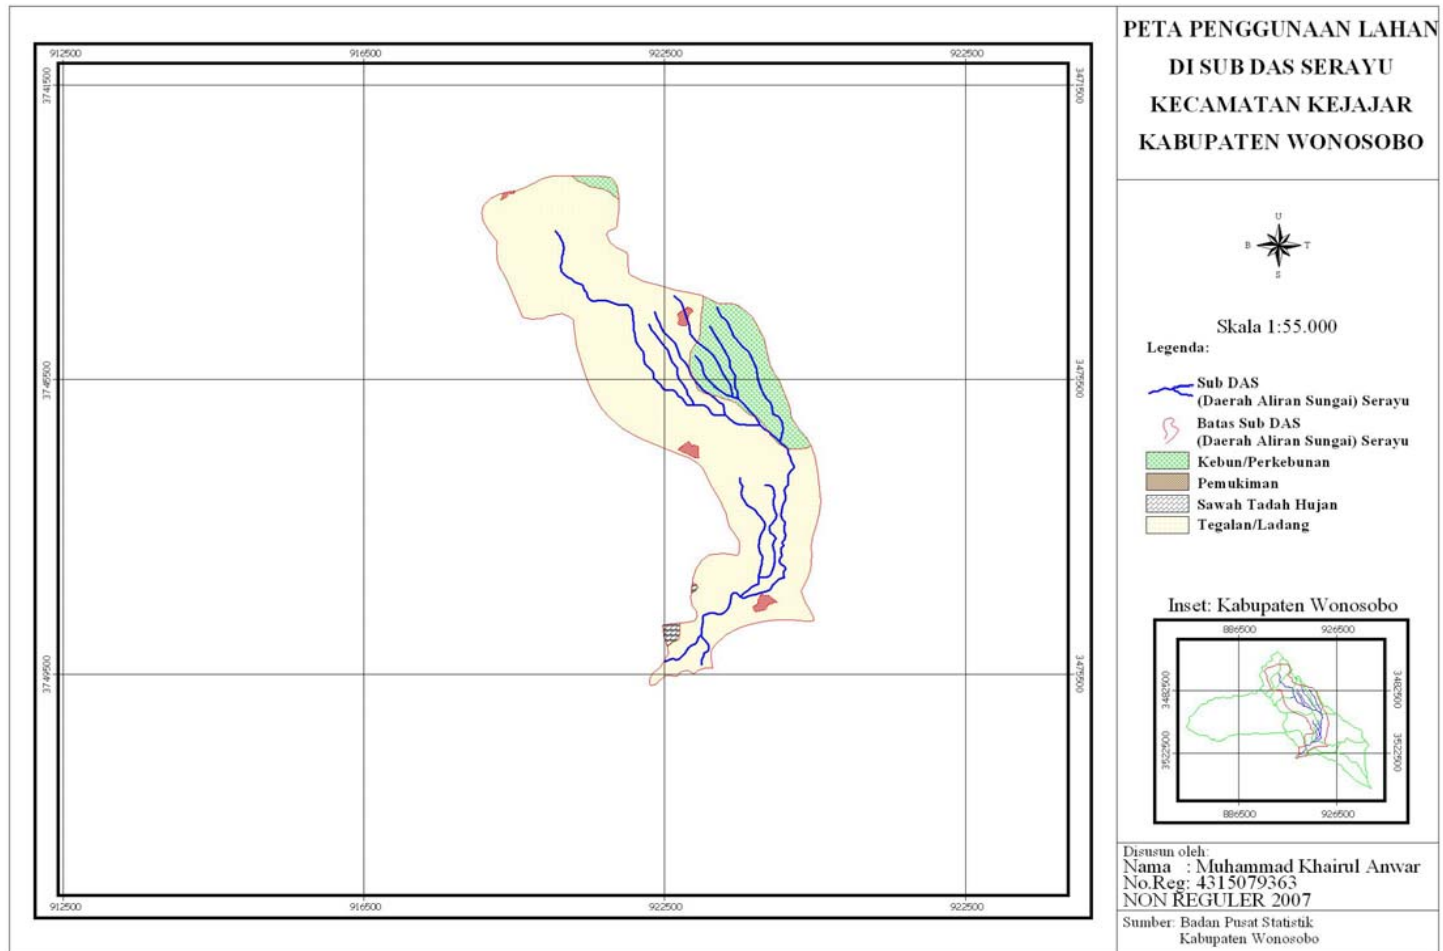 PETA PENGGUNAAN LAHAN
DI SUB DAS SERAYU
KECAMATAN KEJAJAR
KABUPATEN WONOSOBO
912500 916500 922500 922500
3741500 3471500
3745500 3475500
3749500 3475500
912500 916500 922500 922500
U
B T
S
Skala 1:55.000
Legenda:
Sub DAS
(Daerah Aliran Sungai) Serayu
Batas Sub DAS
(Daerah Aliran Sungai) Serayu
Kebun/Perkebunan
Pemukiman
Sawah Tadah Hujan
Tegalan/Ladang
Inset: Kabupaten Wonosobo
886500 926500
3482500 3482500
3522500 3522500
886500 926500
Disusun oleh:
Nama : Muhammad Khairul Anwar
No.Reg: 4315079363
NON REGULER 2007
Sumber: Badan Pusat Statistik
Kabupaten Wonosobo